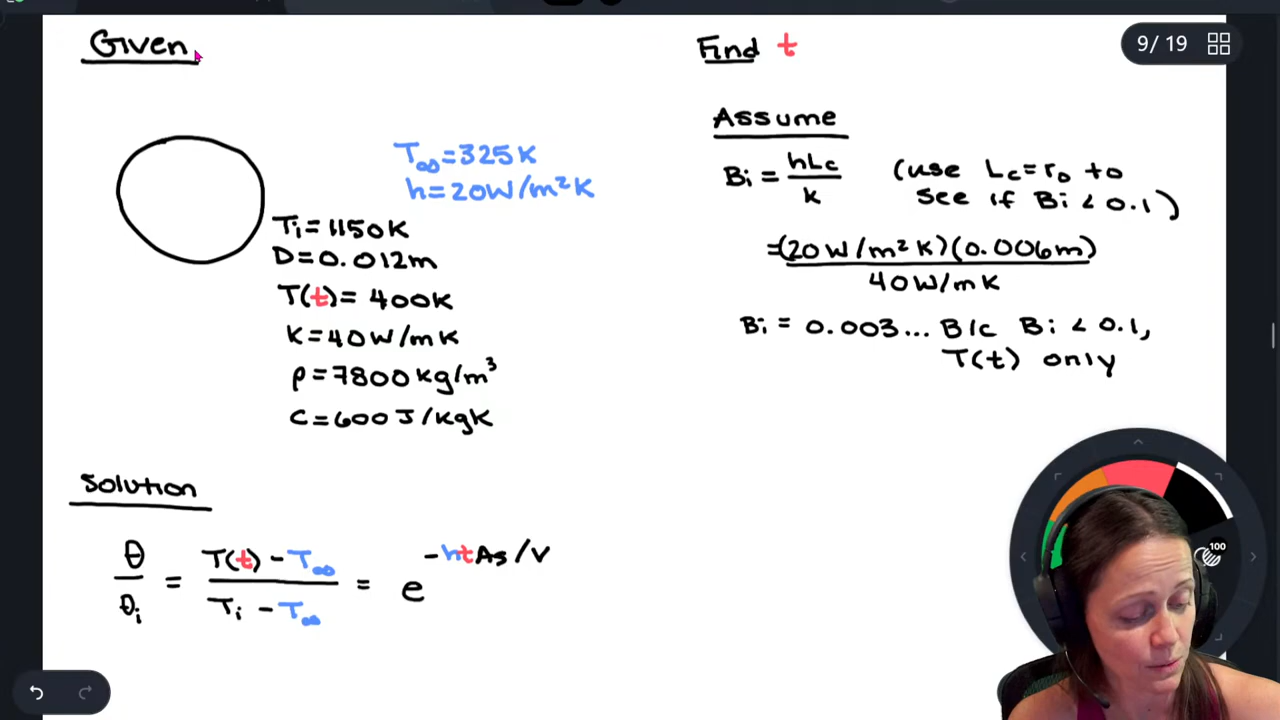 Given
Find t
9/ 19
Assume
T∞=325K
h=20W/m²K
Bi = hLc/k (use Lc=ro to
see if Bi < 0.1)
Ti=1150K
D=0.012m
=(20W/m²K)(0.006m)
40W/mK
T(t)=400K
K=40W/mK
Bi = 0.003... B/c Bi < 0.1,
T(t) only
ρ=7800kg/m³
C=600J/kgK
Solution
θ/θi = T(t)-T∞/Ti-T∞ = e^-htAs/V
100